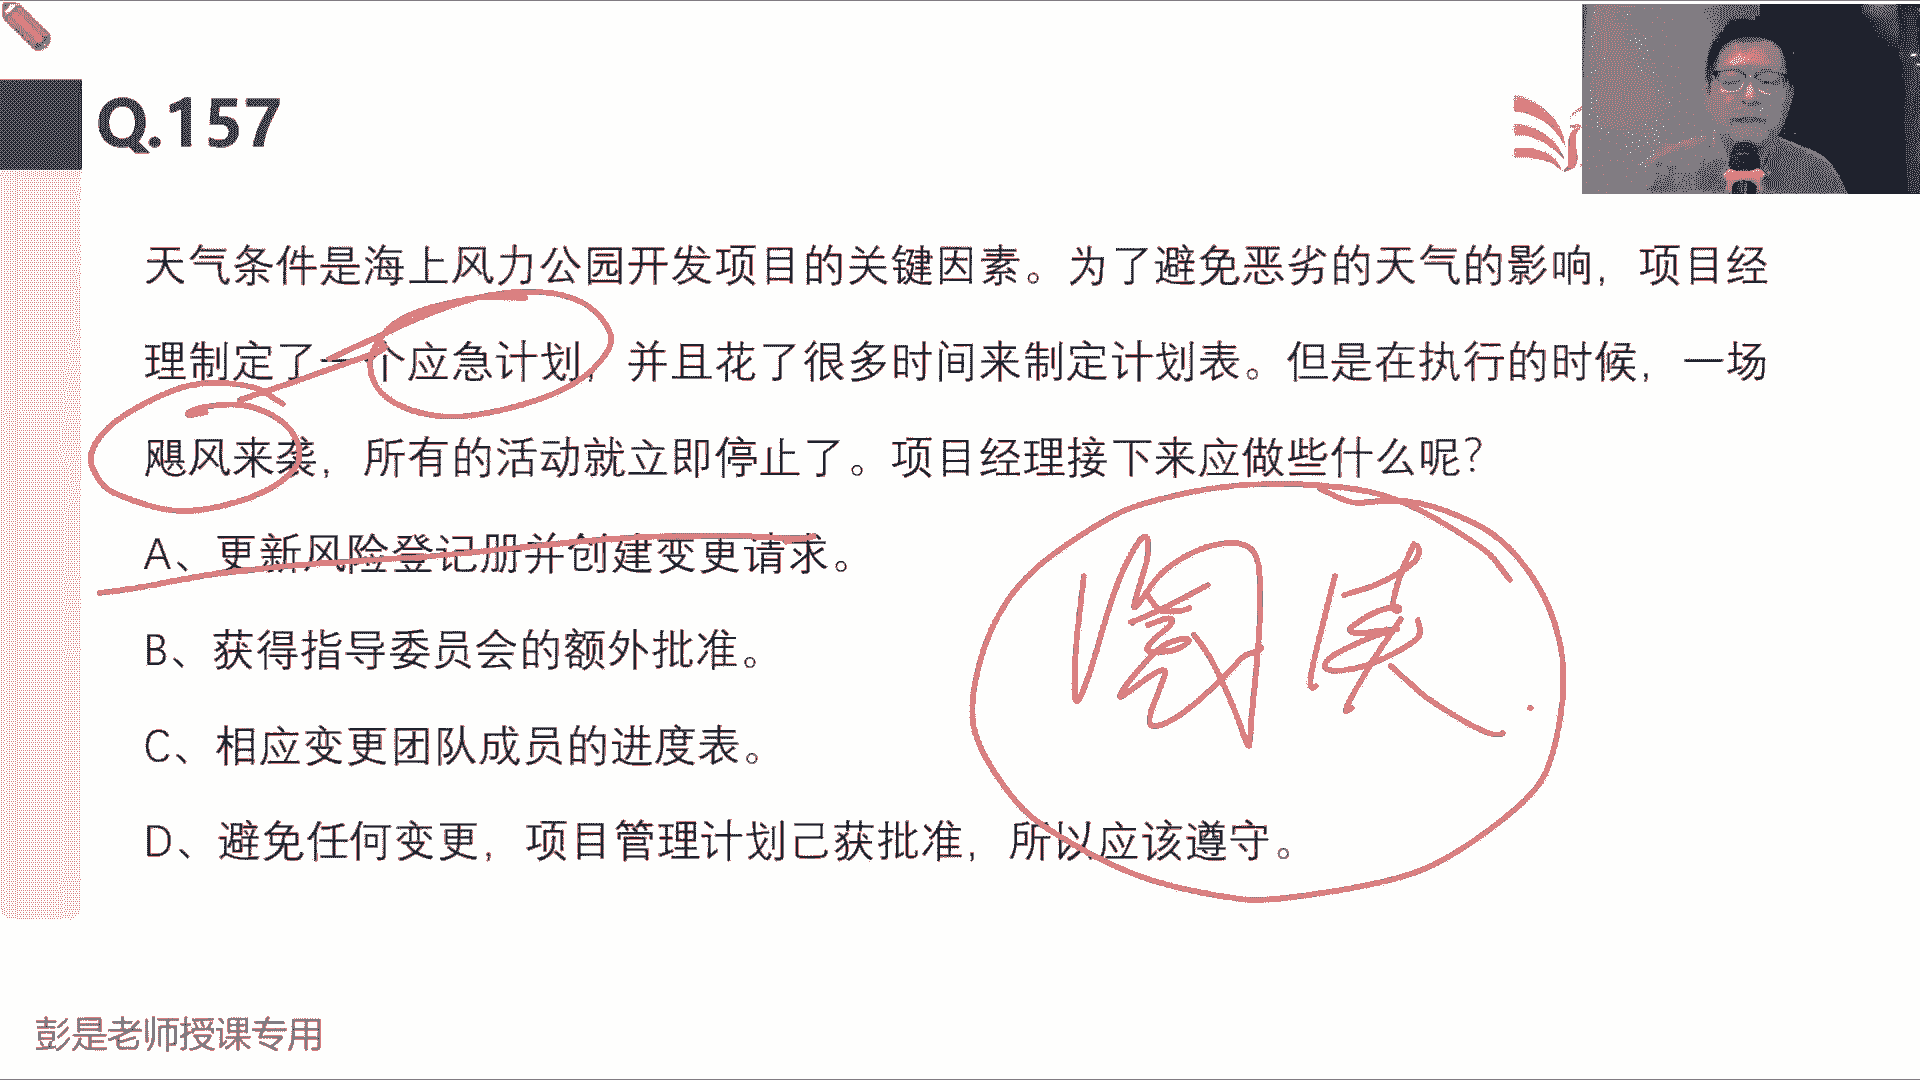 Q.157
天气条件是海上风力公园开发项目的关键因素。为了避免恶劣的天气的影响，项目经
理制定了一个应急计划，并且花了很多时间来制定计划表。但是在执行的时候，一场
飓风来袭，所有的活动就立即停止了。项目经理接下来应做些什么呢？
A、更新风险登记册并创建变更请求。
B、获得指导委员会的额外批准。
C、相应变更团队成员的进度表。
D、避免任何变更，项目管理计划己获批准，所以应该遵守。
彭是老师授课专用